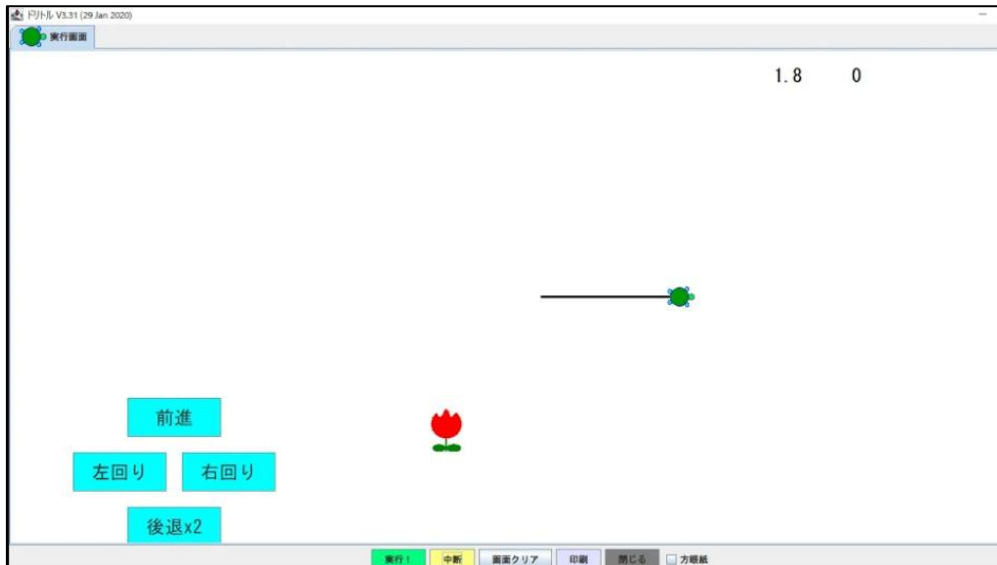 ドリトル V3.31 (29 Jan 2020)
実行画面
1.8 0
前進
左回り 右回り
後退x2
実行! 中断 画面クリア 印刷 閉じる 方眼紙